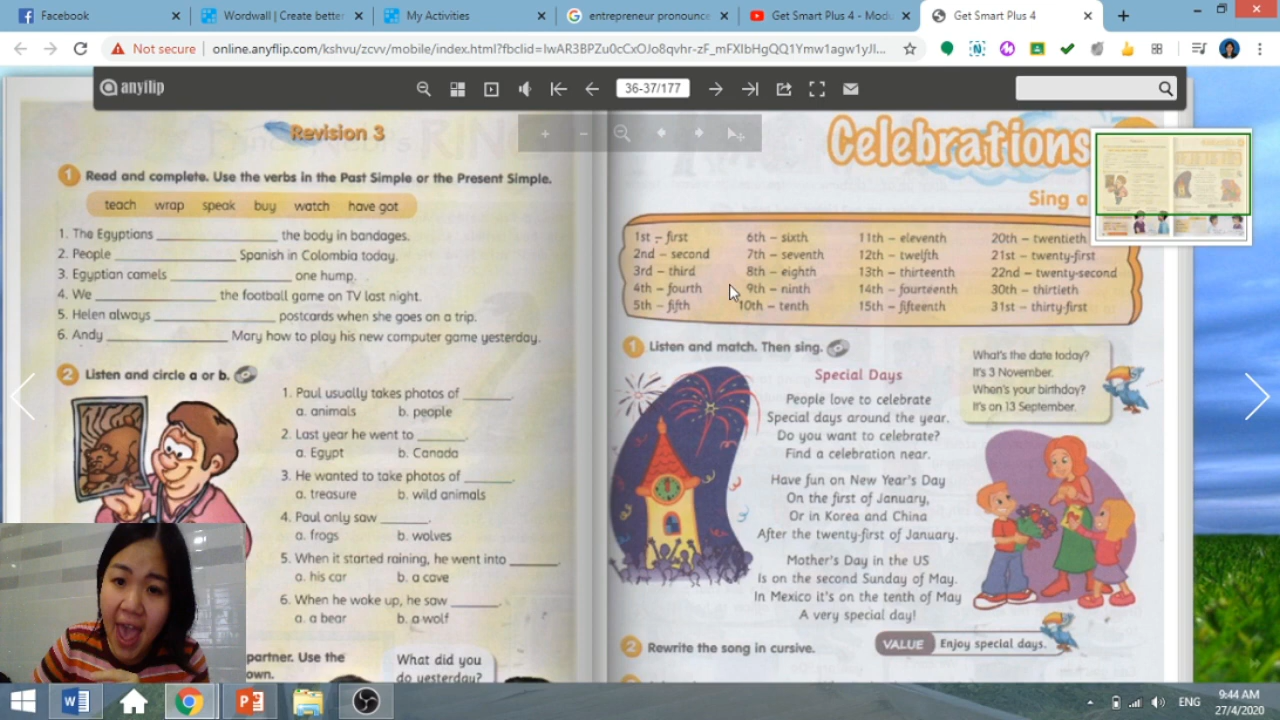 Facebook
Wordwall | Create better
My Activities
entrepreneur pronounce
Get Smart Plus 4 - Modu
Get Smart Plus 4
Not secure
online.anyflip.com/kshvu/zcvv/mobile/index.html?fbclid=IwAR3BPZu0cCxOJo8qvhr-zF_mFXIbHgQQ1Ymw1agw1yJl...
anyflip
36-37/177
Revision 3
1 Read and complete. Use the verbs in the Past Simple or the Present Simple.
teach wrap speak buy watch have got
1. The Egyptians _______________ the body in bandages.
2. People _______________ Spanish in Colombia today.
3. Egyptian camels _______________ one hump.
4. We _______________ the football game on TV last night.
5. Helen always _______________ postcards when she goes on a trip.
6. Andy _______________ Mary how to play his new computer game yesterday.
2 Listen and circle a or b.
1. Paul usually takes photos of _______.
a. animals b. people
2. Last year he went to _______.
a. Egypt b. Canada
3. He wanted to take photos of _______.
a. treasure b. wild animals
4. Paul only saw _______.
a. frogs b. wolves
5. When it started raining, he went into _______.
a. his car b. a cave
6. When he woke up, he saw _______.
a. a bear b. a wolf
partner. Use the
own.
What did you
do yesterday?
Celebrations
Sing a
1st – first 6th – sixth 11th – eleventh 20th – twentieth
2nd – second 7th – seventh 12th – twelfth 21st – twenty-first
3rd – third 8th – eighth 13th – thirteenth 22nd – twenty-second
4th – fourth 9th – ninth 14th – fourteenth 30th – thirtieth
5th – fifth 10th – tenth 15th – fifteenth 31st – thirty-first
1 Listen and match. Then sing.
What's the date today?
It's 3 November.
When's your birthday?
It's on 13 September.
Special Days
People love to celebrate
Special days around the year.
Do you want to celebrate?
Find a celebration near.
Have fun on New Year's Day
On the first of January,
Or in Korea and China
After the twenty-first of January.
Mother's Day in the US
Is on the second Sunday of May.
In Mexico it's on the tenth of May
A very special day!
VALUE Enjoy special days.
2 Rewrite the song in cursive.
ENG
9:44 AM
27/4/2020